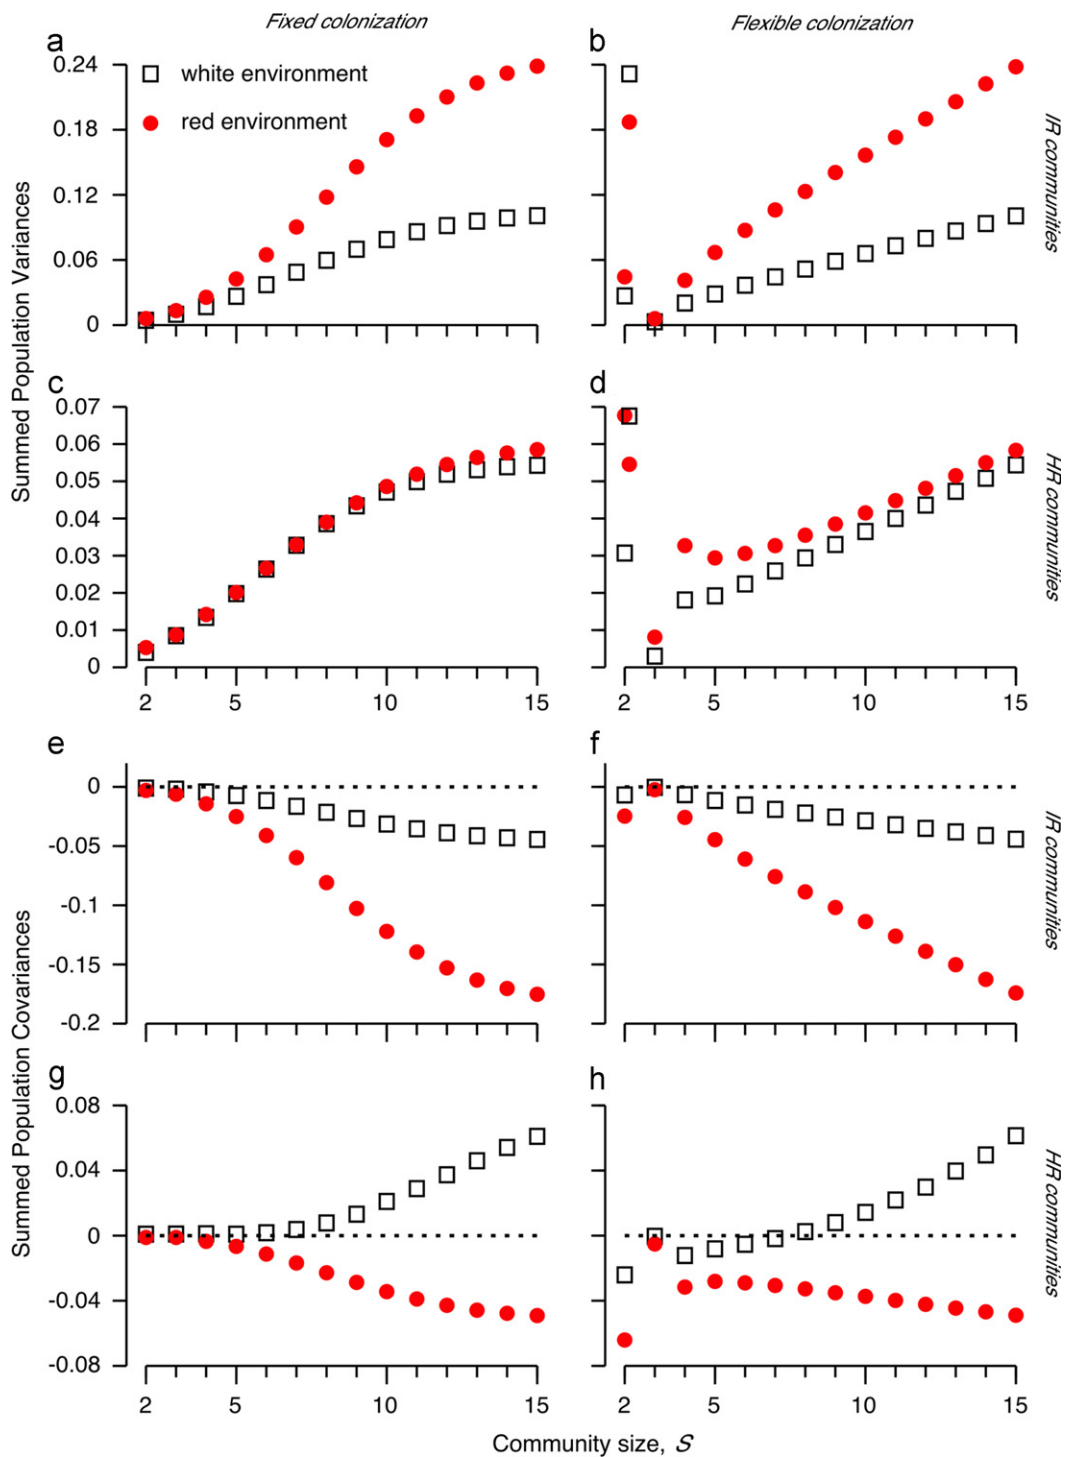 Fixed colonization
Flexible colonization
a
b
0.24
0.18
0.12
0.06
0
white environment
red environment
IR communities
Summed Population Variances
c
d
0.07
0.06
0.05
0.04
0.03
0.02
0.01
0
HR communities
2
5
10
15
2
5
10
15
e
f
0
-0.05
-0.1
-0.15
-0.2
IR communities
Summed Population Covariances
g
h
0.08
0.04
0
-0.04
-0.08
HR communities
2
5
10
15
2
5
10
15
Community size, S